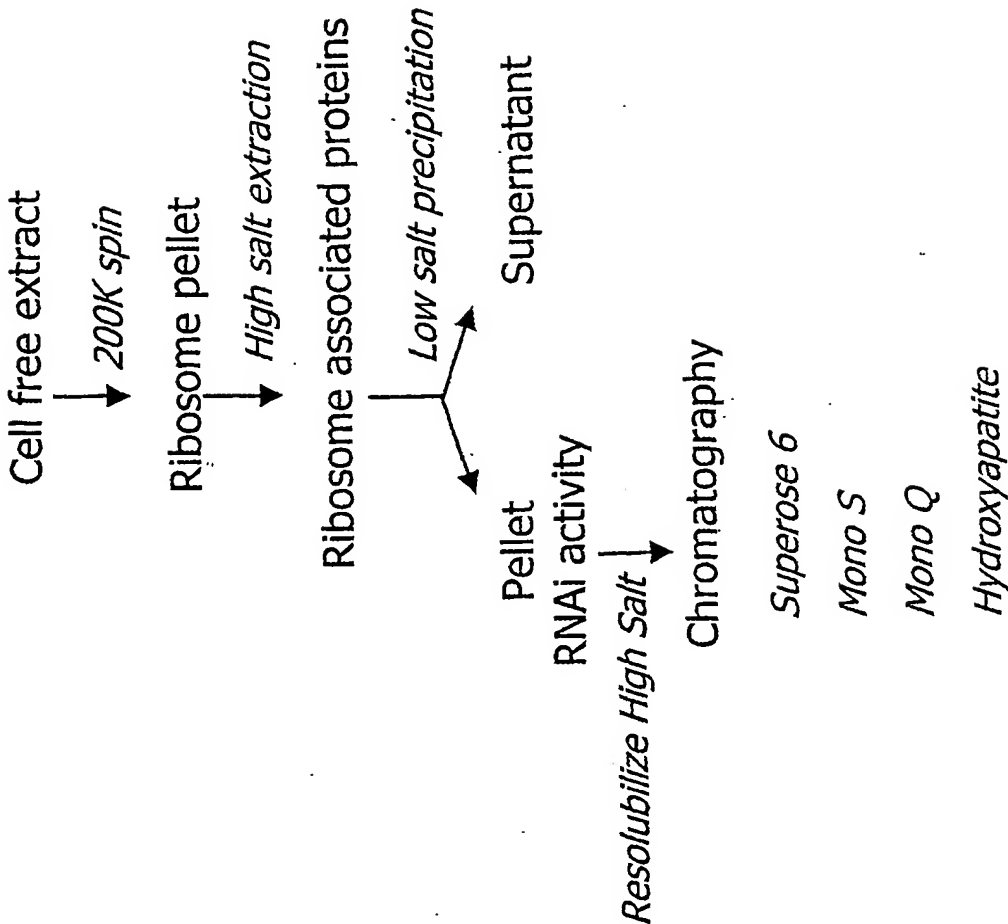 Cell free extract
200K spin
Ribosome pellet
High salt extraction
Ribosome associated proteins
Low salt precipitation
Pellet
Supernatant
RNAi activity
Resolubilize High Salt
Chromatography
Superose 6
Mono S
Mono Q
Hydroxyapatite